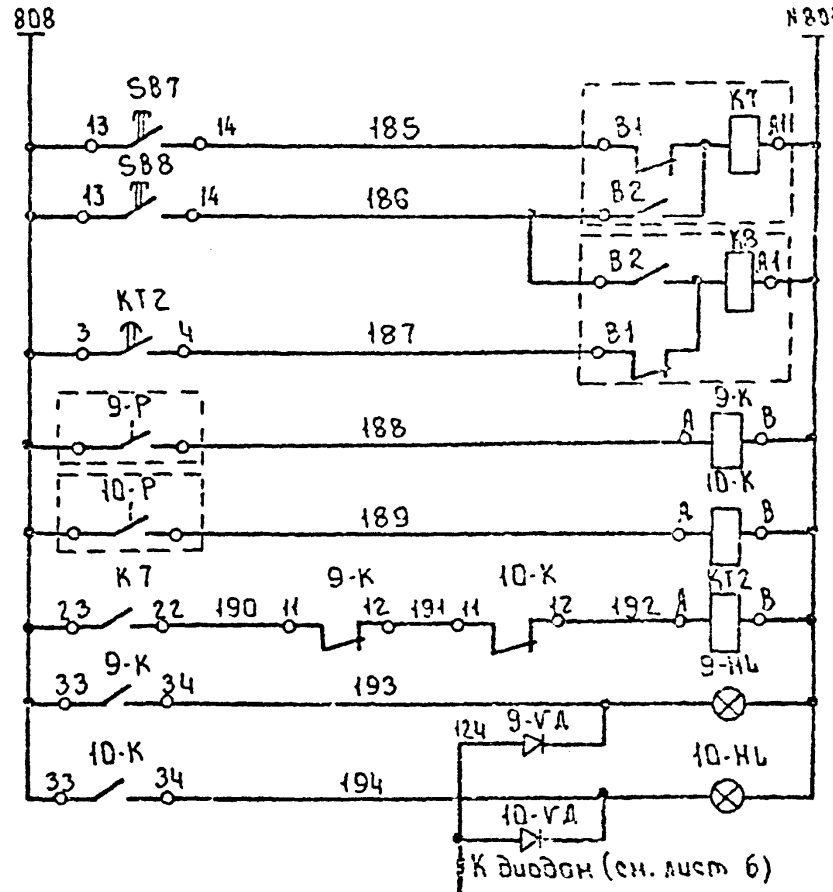 808 N808
SB7
13 14 185 B1 K7 A1
SB8
13 14 186 B2
B2 K8 A1
KT2
3 4 187 B1
9-P 188 A 9-K B
10-P 189 A 10-K B
K7 9-K 10-K KT2
23 22 190 11 12 191 11 12 192 A B
9-K 9-HL
33 34 193
124 9-VД
10-K 10-HL
33 34 194
10-VД
К диодам (см. лист 6)